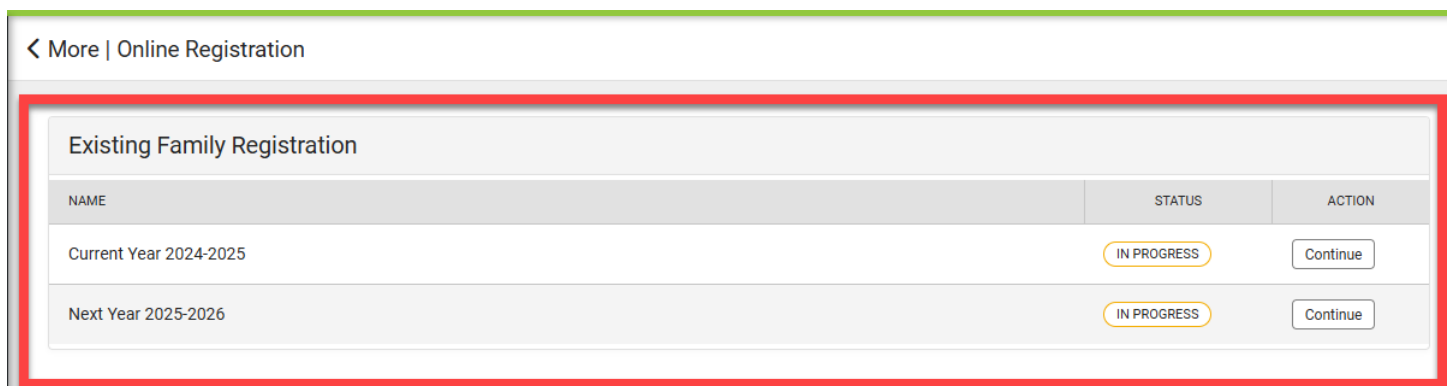 More | Online Registration
Existing Family Registration
NAME STATUS ACTION
Current Year 2024-2025 IN PROGRESS Continue
Next Year 2025-2026 IN PROGRESS Continue